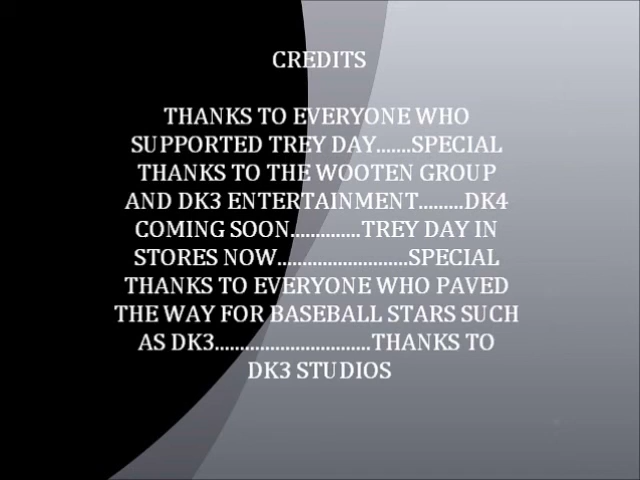 CREDITS
THANKS TO EVERYONE WHO
SUPPORTED TREY DAY.......SPECIAL
THANKS TO THE WOOTEN GROUP
AND DK3 ENTERTAINMENT.........DK4
COMING SOON..............TREY DAY IN
STORES NOW..........................SPECIAL
THANKS TO EVERYONE WHO PAVED
THE WAY FOR BASEBALL STARS SUCH
AS DK3...............................THANKS TO
DK3 STUDIOS